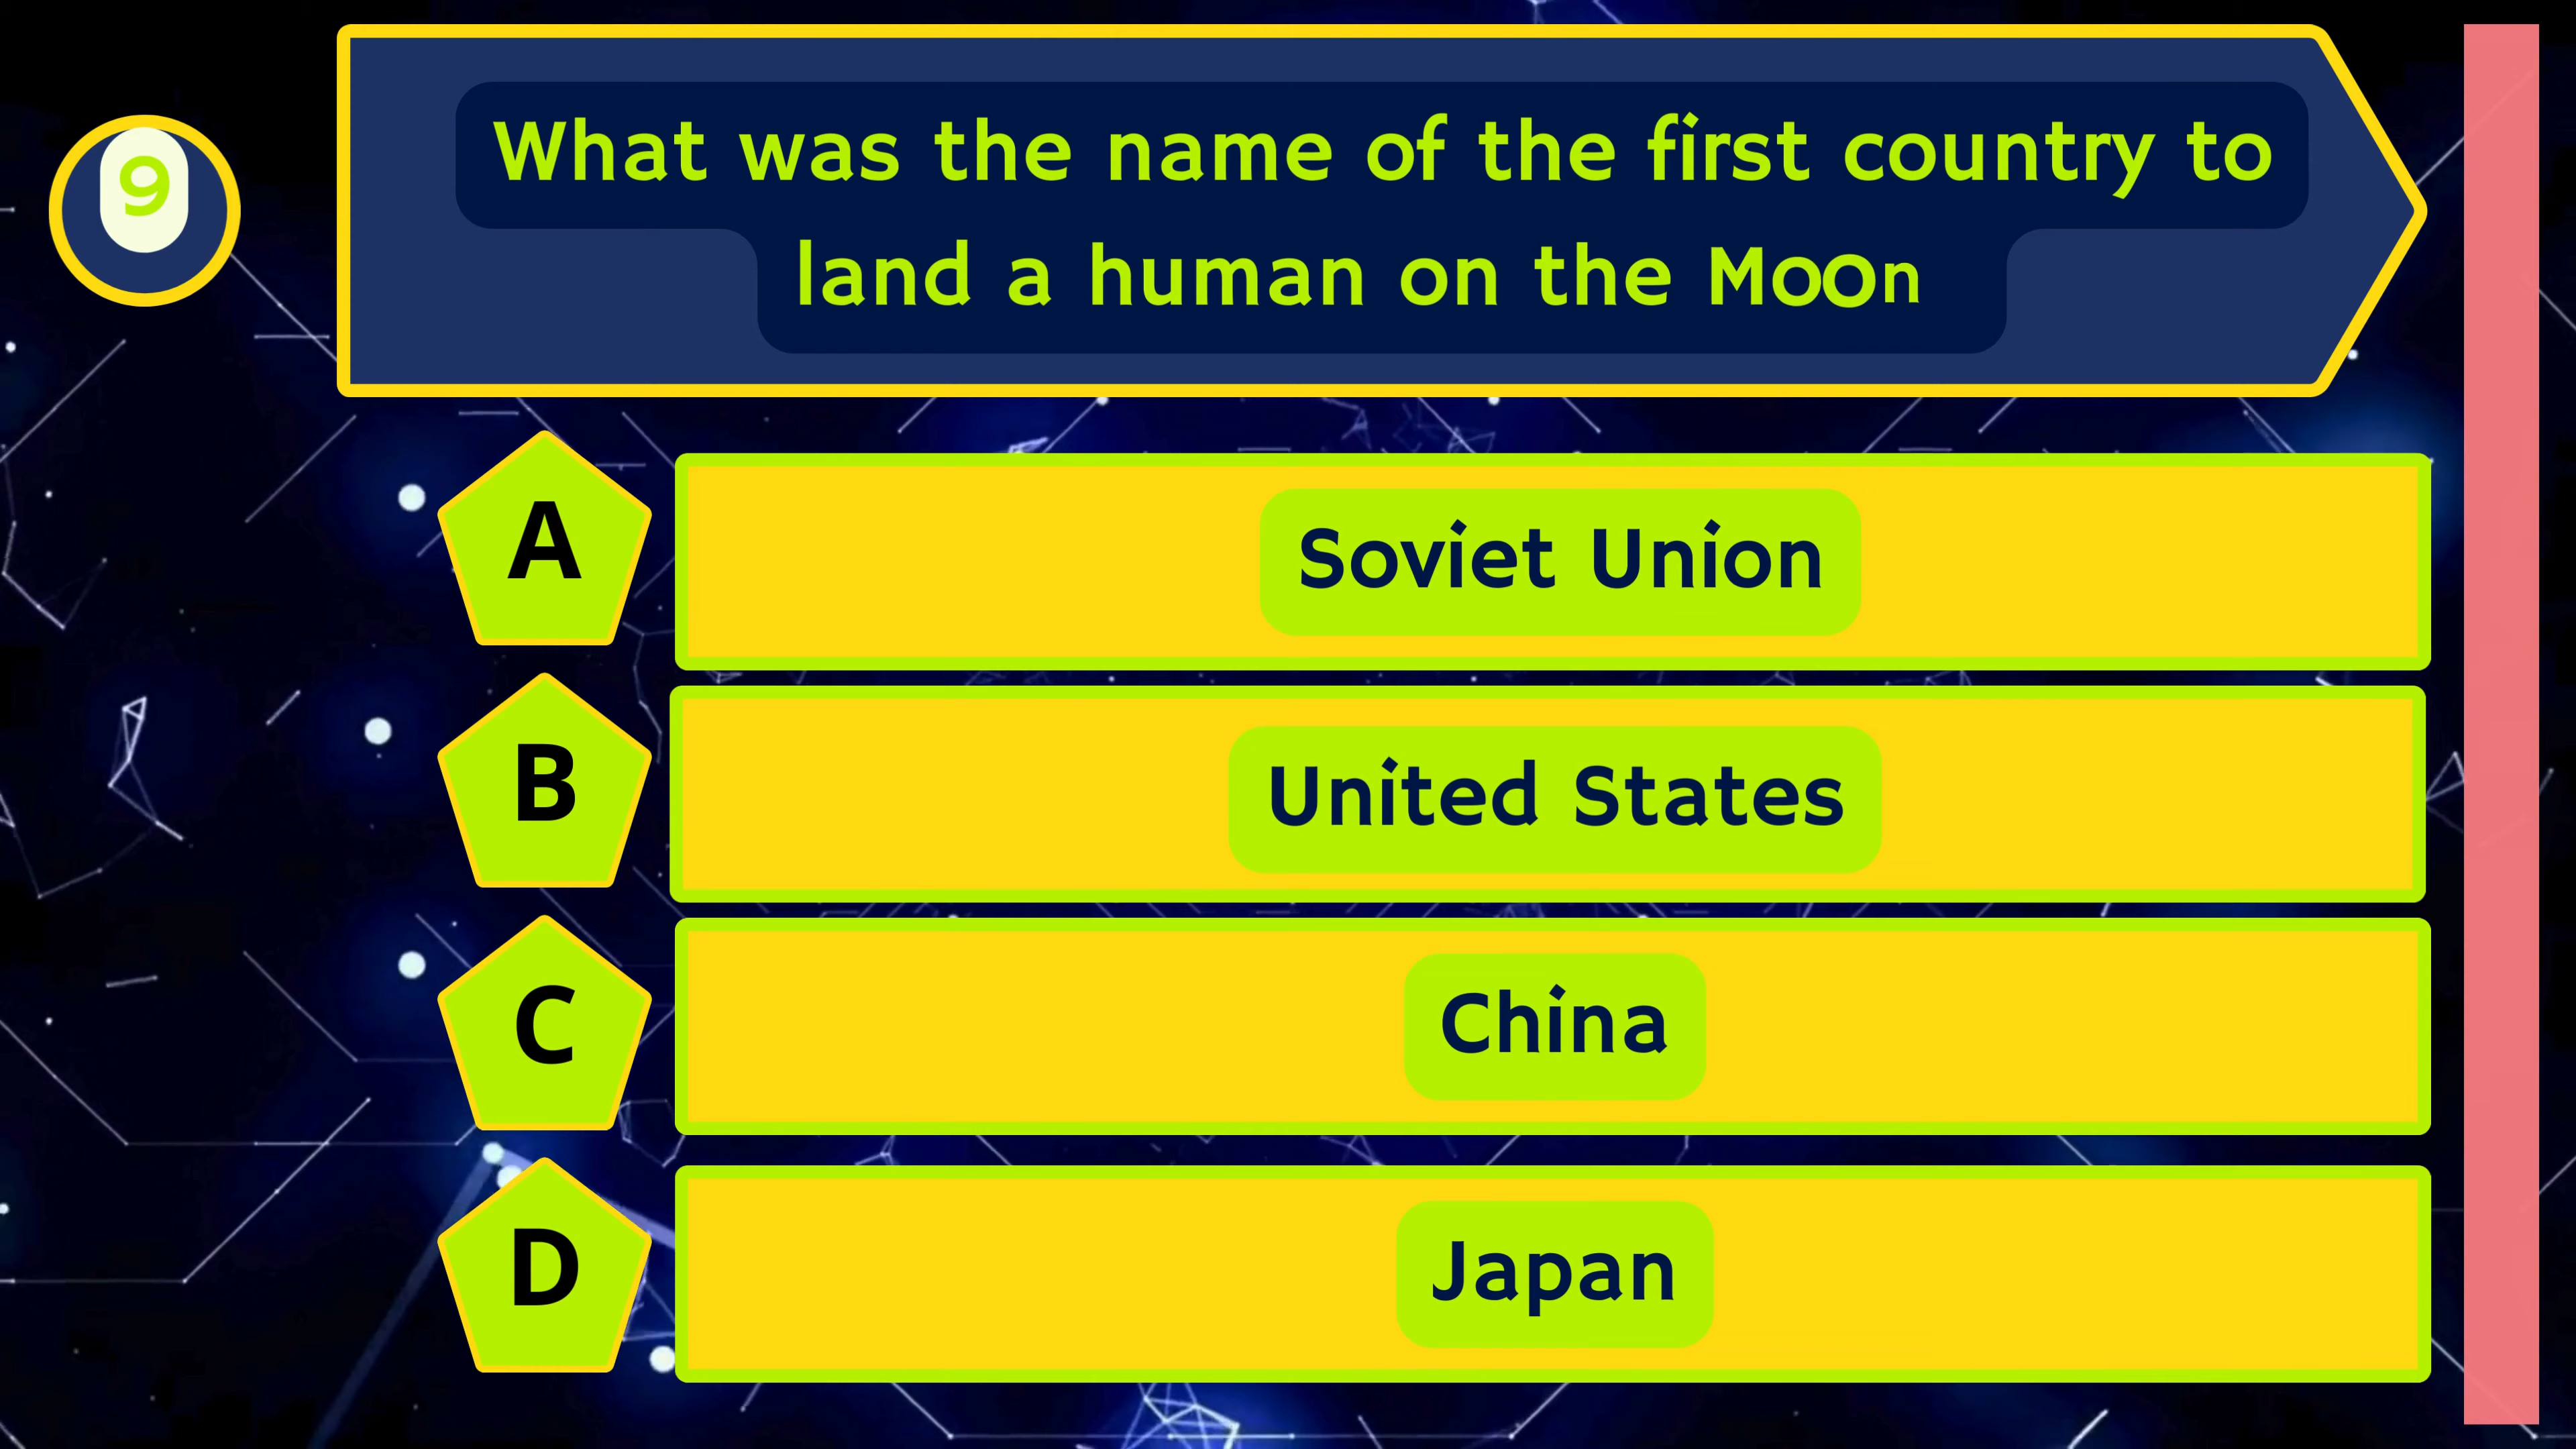 9
What was the name of the first country to
land a human on the MoOn
A
Soviet Union
B
United States
C
China
D
Japan